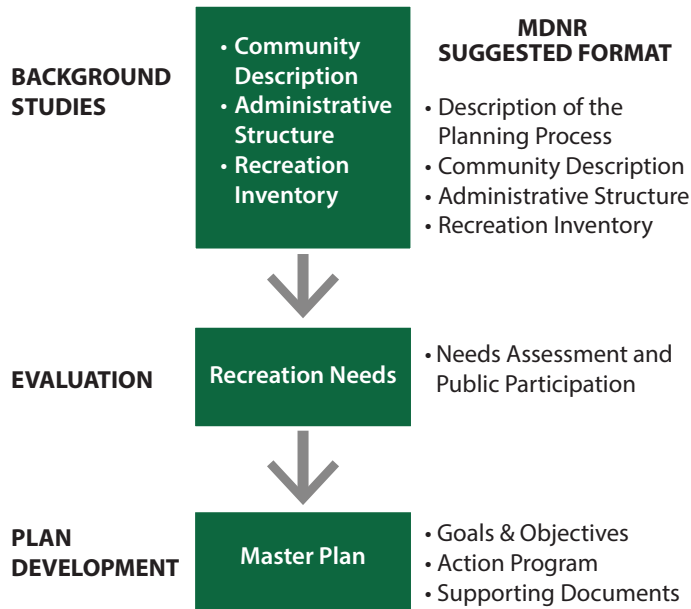 BACKGROUND
STUDIES
• Community
Description
• Administrative
Structure
• Recreation
Inventory
MDNR
SUGGESTED FORMAT
• Description of the
Planning Process
• Community Description
• Administrative Structure
• Recreation Inventory
EVALUATION
Recreation Needs
• Needs Assessment and
Public Participation
PLAN
DEVELOPMENT
Master Plan
• Goals & Objectives
• Action Program
• Supporting Documents